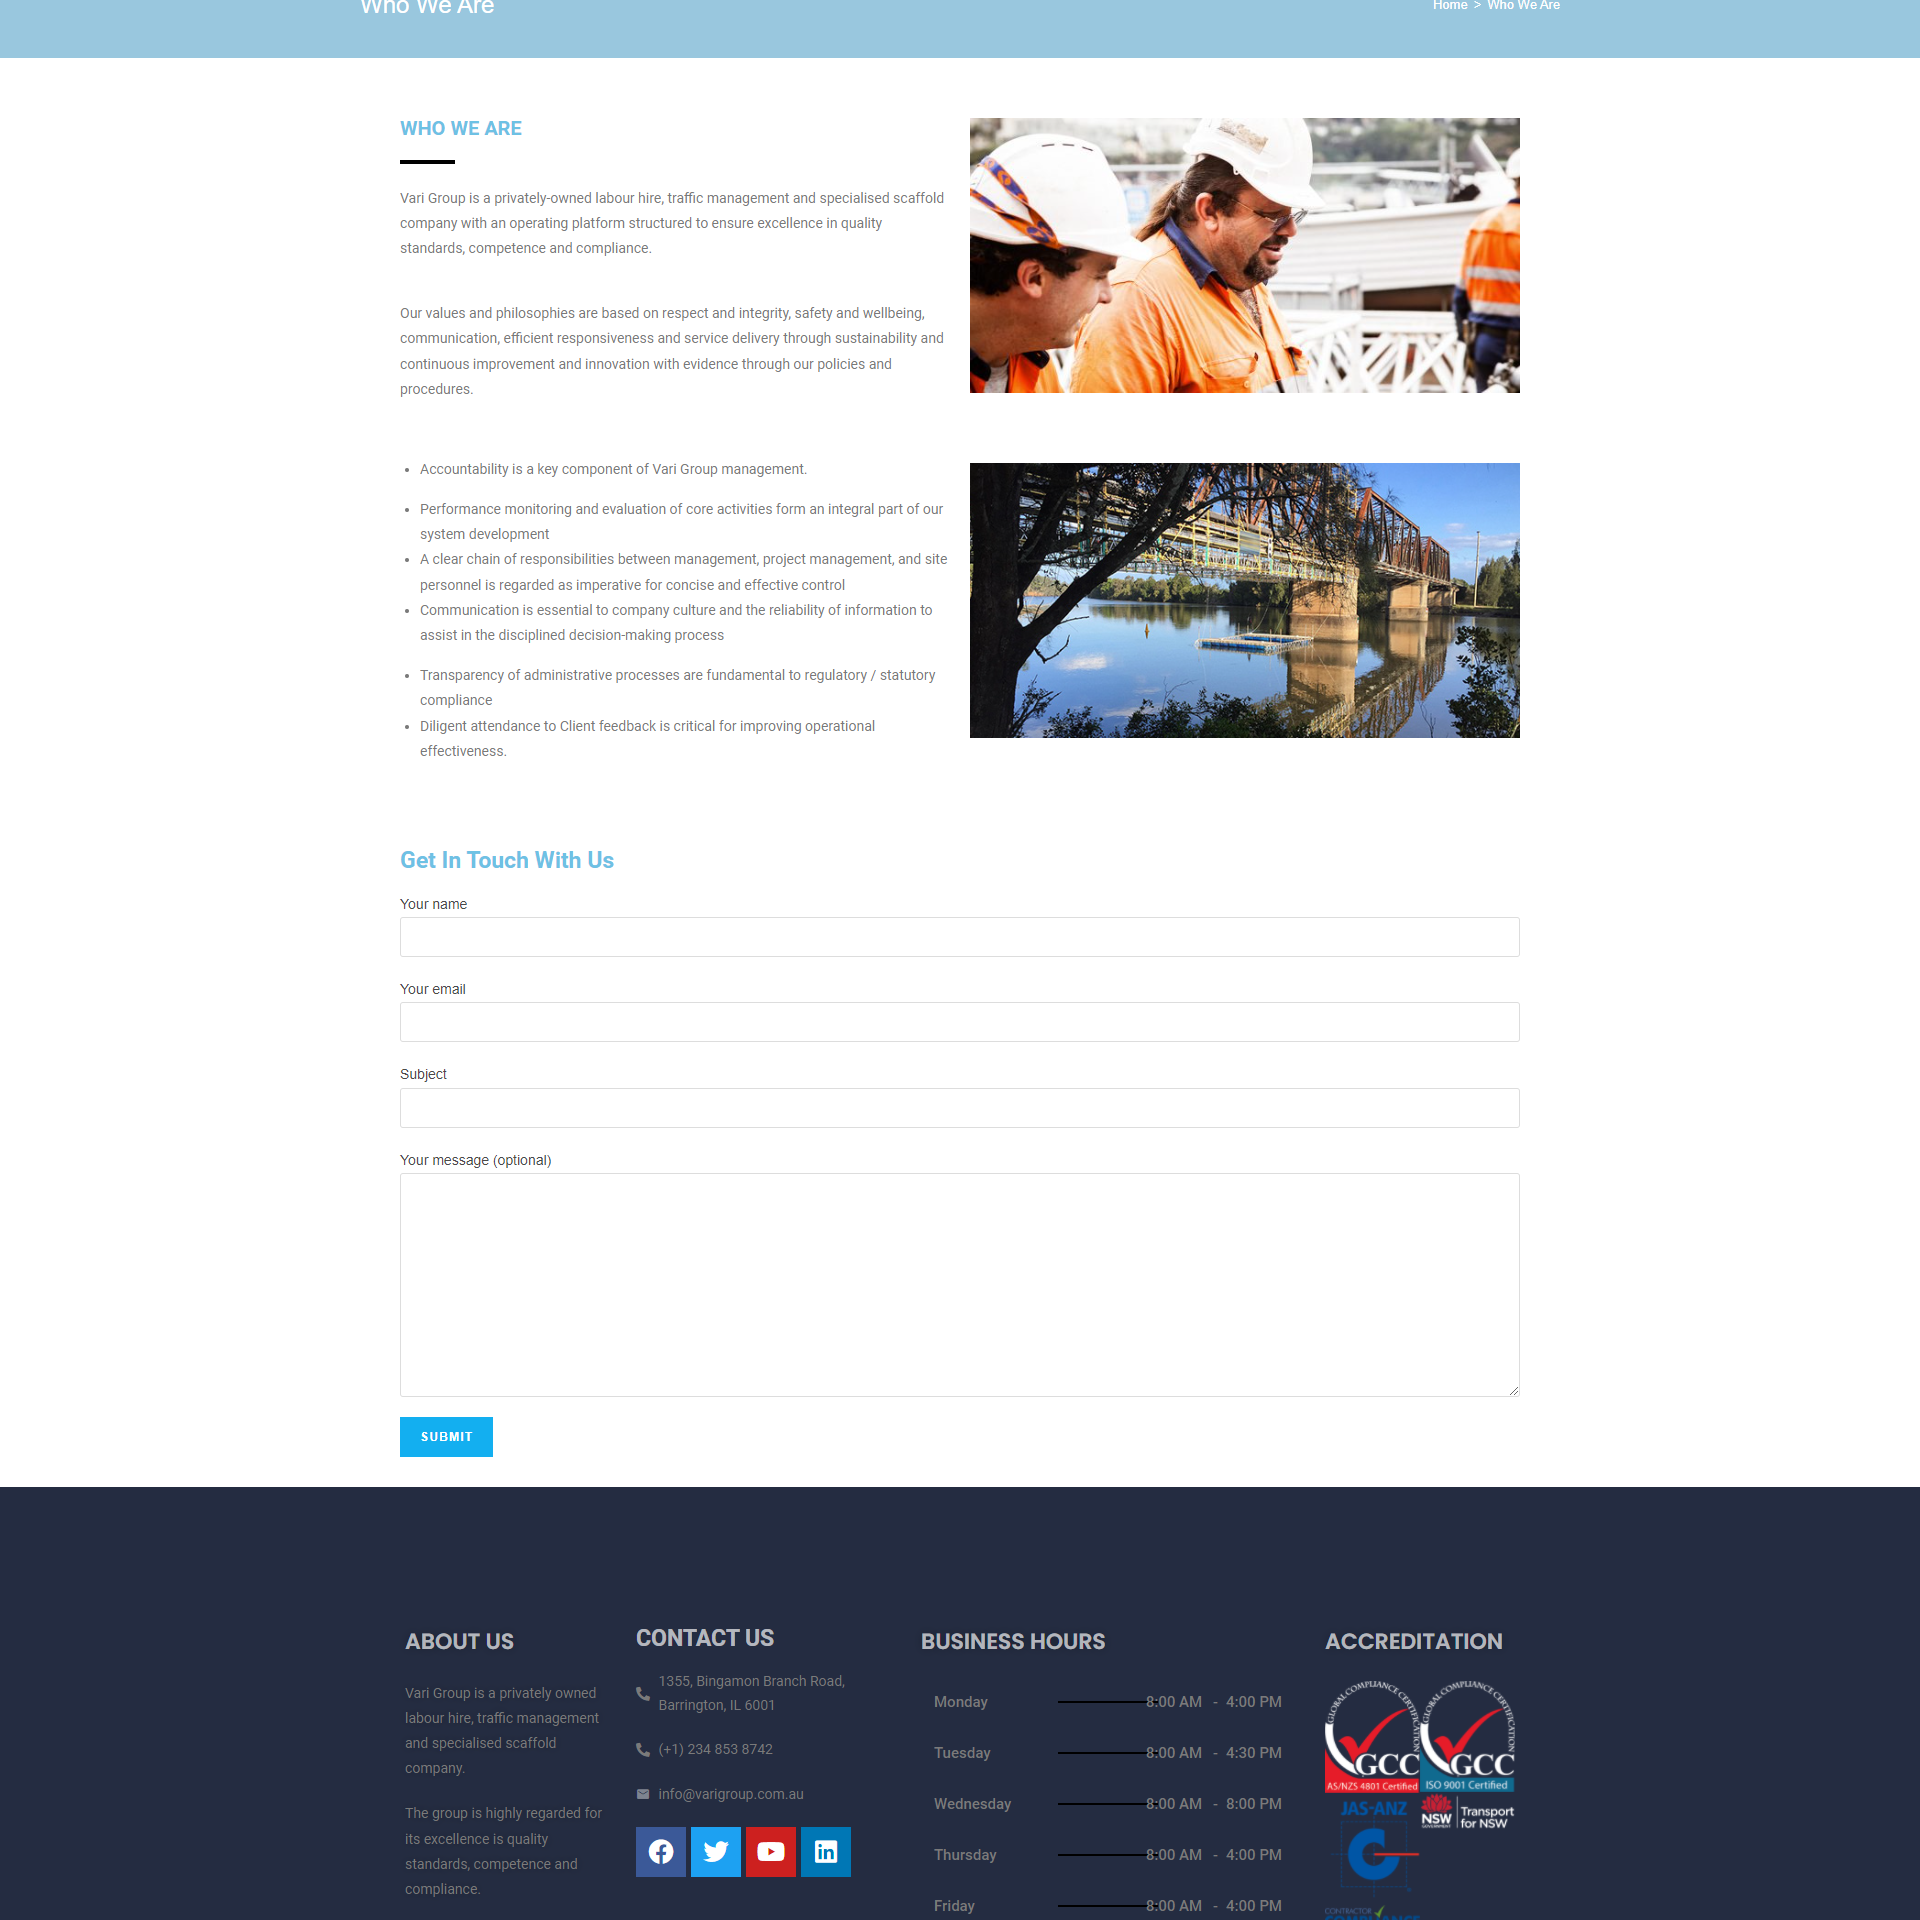 Who We Are
Home > Who We Are
WHO WE ARE
Vari Group is a privately-owned labour hire, traffic management and specialised scaffold
company with an operating platform structured to ensure excellence in quality
standards, competence and compliance.
Our values and philosophies are based on respect and integrity, safety and wellbeing,
communication, efficient responsiveness and service delivery through sustainability and
continuous improvement and innovation with evidence through our policies and
procedures.
Accountability is a key component of Vari Group management.
Performance monitoring and evaluation of core activities form an integral part of our
system development
A clear chain of responsibilities between management, project management, and site
personnel is regarded as imperative for concise and effective control
Communication is essential to company culture and the reliability of information to
assist in the disciplined decision-making process
Transparency of administrative processes are fundamental to regulatory / statutory
compliance
Diligent attendance to Client feedback is critical for improving operational
effectiveness.
Get In Touch With Us
Your name
Your email
Subject
Your message (optional)
SUBMIT
ABOUT US
Vari Group is a privately owned
labour hire, traffic management
and specialised scaffold
company.
The group is highly regarded for
its excellence is quality
standards, competence and
compliance.
CONTACT US
1355, Bingamon Branch Road,
Barrington, IL 6001
(+1) 234 853 8742
info@varigroup.com.au
BUSINESS HOURS
Monday 8:00 AM - 4:00 PM
Tuesday 8:00 AM - 4:30 PM
Wednesday 8:00 AM - 8:00 PM
Thursday 8:00 AM - 4:00 PM
Friday 8:00 AM - 4:00 PM
ACCREDITATION
GLOBAL COMPLIANCE CERTIFICATION
GCC
AS/NZS 4801 Certified
GLOBAL COMPLIANCE CERTIFICATION
GCC
ISO 9001 Certified
JAS-ANZ
NSW
GOVERNMENT
Transport
for NSW
CONTRACTOR
COMPLIANCE